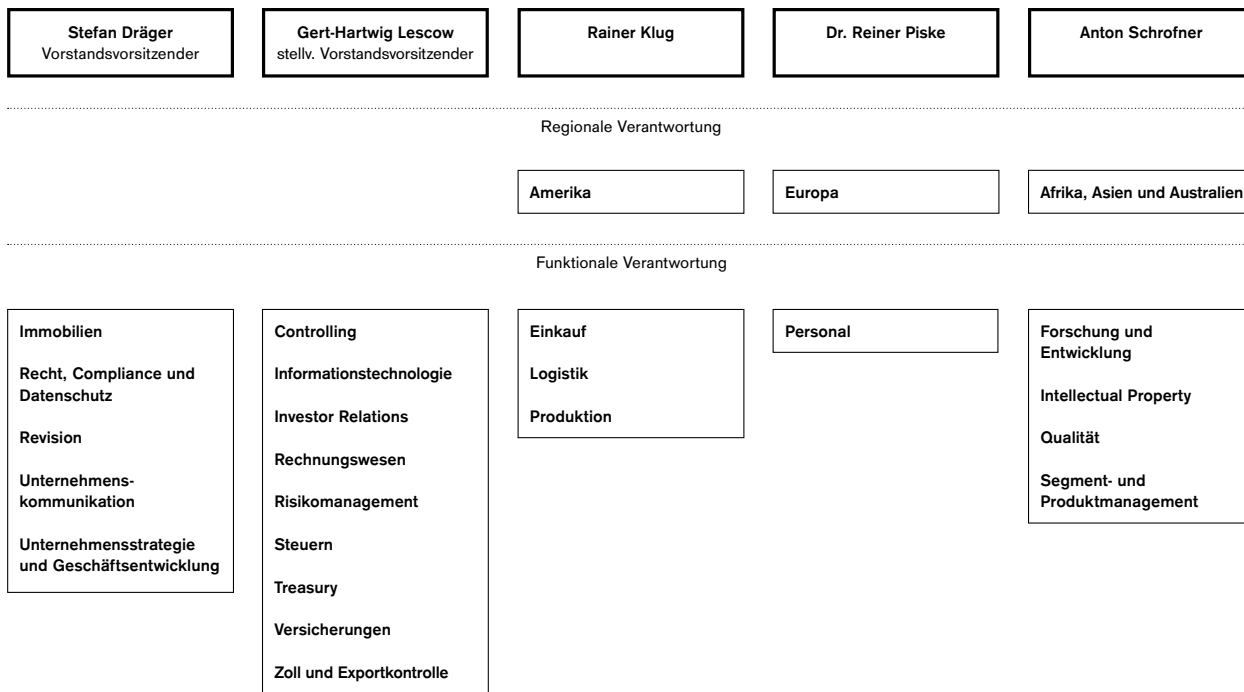 Stefan Dräger
Vorstandsvorsitzender
Gert-Hartwig Lescow
stellv. Vorstandsvorsitzender
Rainer Klug
Dr. Reiner Piske
Anton Schrofner
Regionale Verantwortung
Amerika
Europa
Afrika, Asien und Australien
Funktionale Verantwortung
Immobilien
Recht, Compliance und
Datenschutz
Revision
Unternehmens-
kommunikation
Unternehmensstrategie
und Geschäftsentwicklung
Controlling
Informationstechnologie
Investor Relations
Rechnungswesen
Risikomanagement
Steuern
Treasury
Versicherungen
Zoll und Exportkontrolle
Einkauf
Logistik
Produktion
Personal
Forschung und
Entwicklung
Intellectual Property
Qualität
Segment- und
Produktmanagement